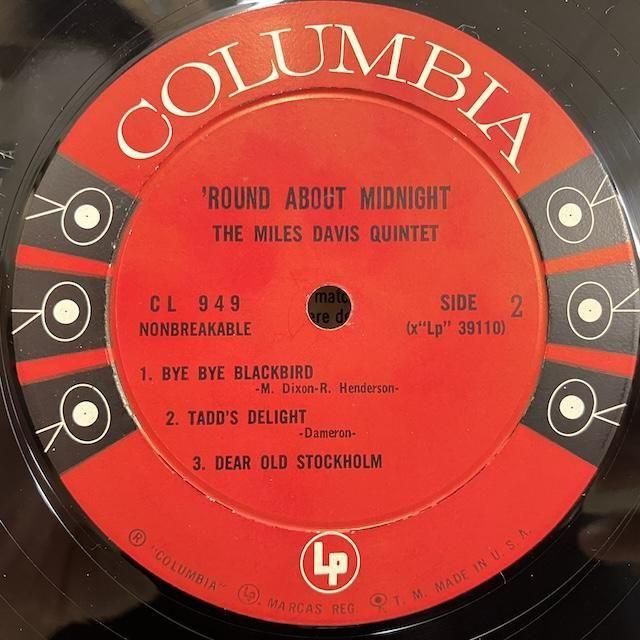 COLUMBIA
'ROUND ABOUT MIDNIGHT
THE MILES DAVIS QUINTET
CL 949
NONBREAKABLE
SIDE 2
(x"Lp" 39110)
1. BYE BYE BLACKBIRD
-M. Dixon-R. Henderson-
2. TADD'S DELIGHT
-Dameron-
3. DEAR OLD STOCKHOLM
Lp
® "COLUMBIA" Lp. MARCAS REG. T. M. MADE IN U. S. A.